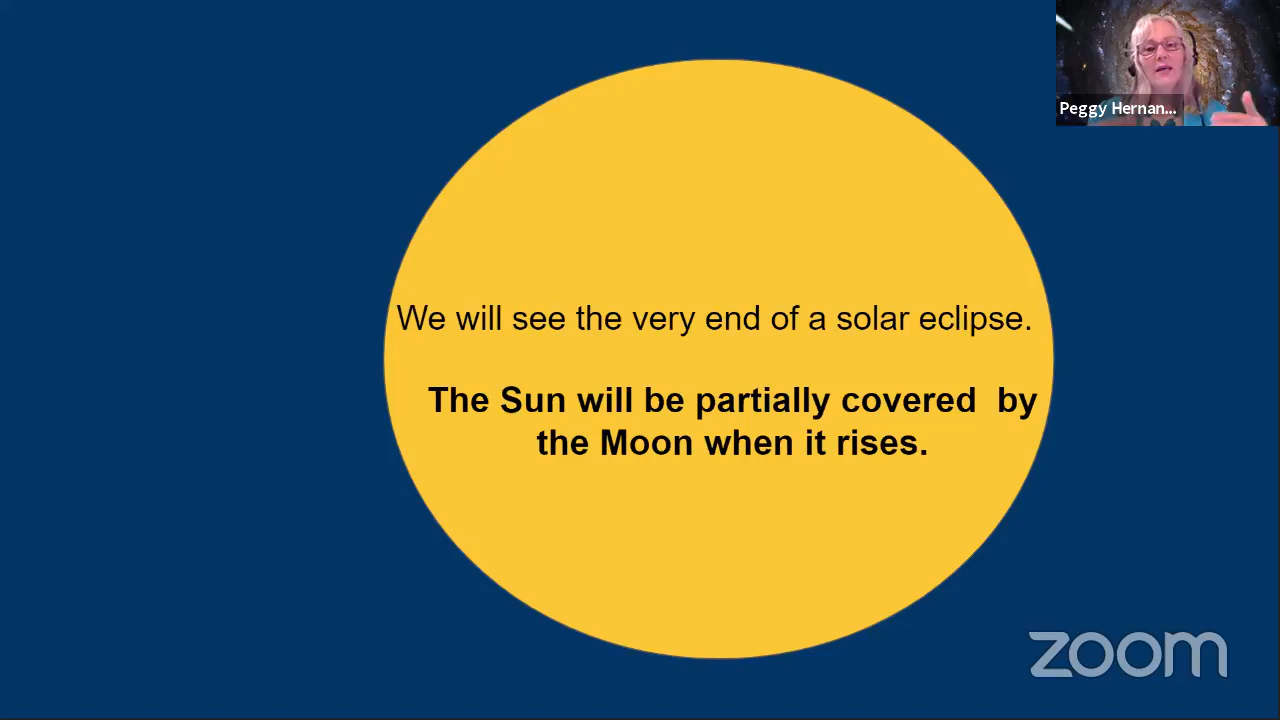 Peggy Hernan...
We will see the very end of a solar eclipse.
The Sun will be partially covered  by
the Moon when it rises.
zoom